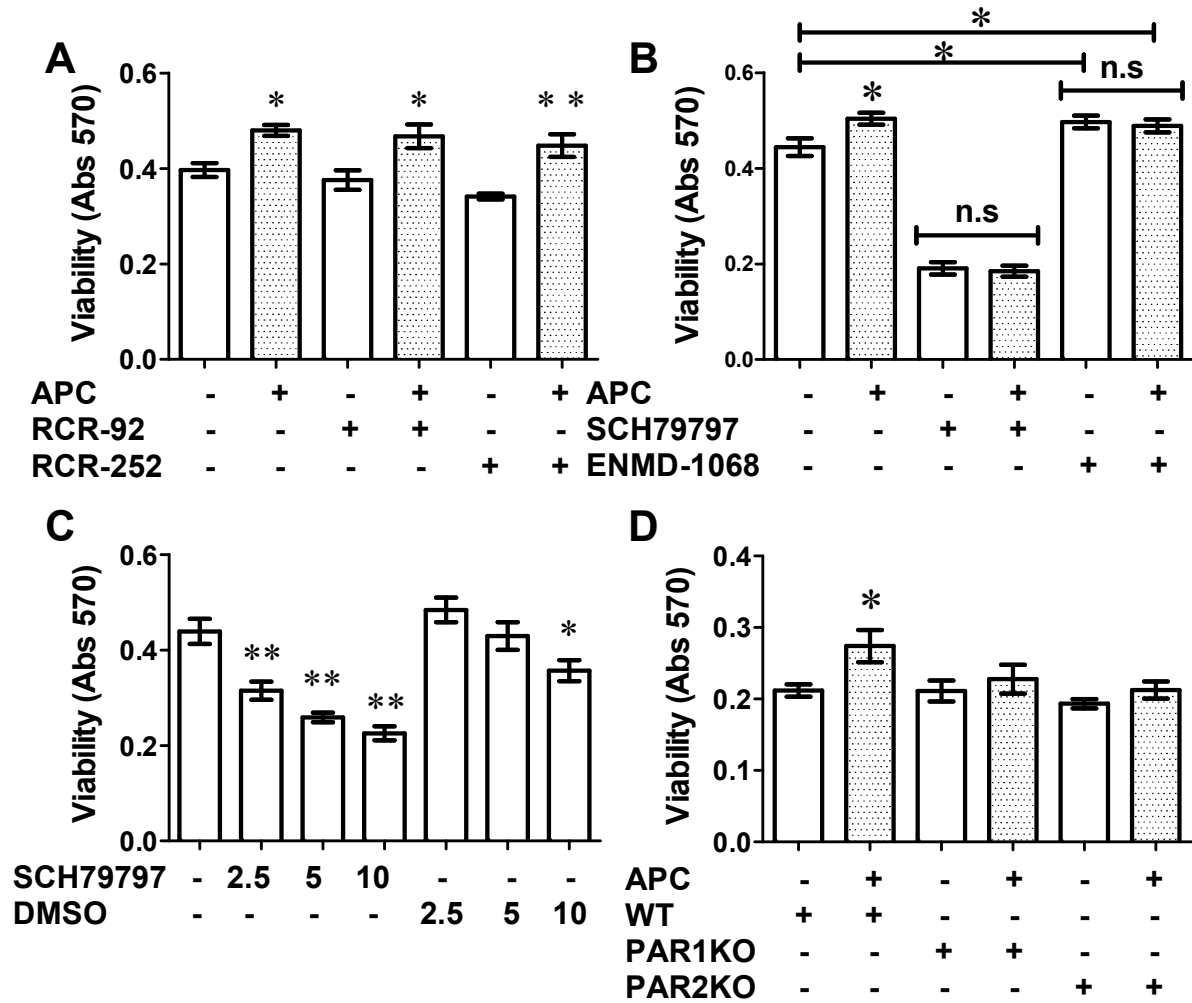 A
Viability (Abs 570)
0.6
0.4
0.2
0.0
* * * *
APC - + - + - +
RCR-92 - - + + - -
RCR-252 - - - - + +
B
Viability (Abs 570)
0.6
0.4
0.2
0.0
*
*
n.s
*
n.s
APC - + - + - +
SCH79797 - - + + - -
ENMD-1068 - - - - + +
C
Viability (Abs 570)
0.6
0.4
0.2
0.0
** ** ** *
SCH79797 - 2.5 5 10 - - -
DMSO - - - - 2.5 5 10
D
Viability (Abs 570)
0.4
0.3
0.2
0.1
0.0
*
APC - + - + - +
WT + + - - - -
PAR1KO - - + + - -
PAR2KO - - - - + +